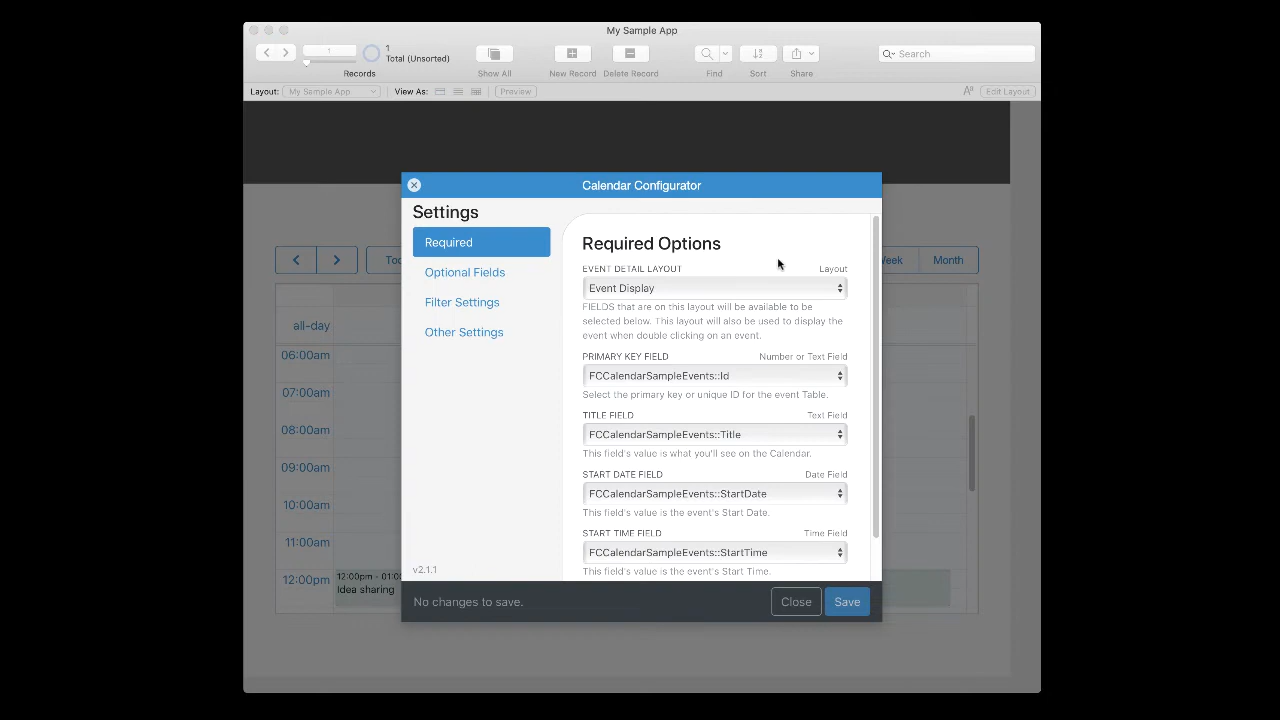 My Sample App
1
1
Total (Unsorted)
Records
Show All
New Record
Delete Record
Find
Sort
Share
Search
Layout:
My Sample App
View As:
Preview
Aa
Edit Layout
Calendar Configurator
Settings
Required
Optional Fields
Filter Settings
Other Settings
v2.1.1
Required Options
EVENT DETAIL LAYOUT
Layout
Event Display
FIELDS that are on this layout will be available to be
selected below. This layout will also be used to display the
event when double clicking on an event.
PRIMARY KEY FIELD
Number or Text Field
FCCalendarSampleEvents::Id
Select the primary key or unique ID for the event Table.
TITLE FIELD
Text Field
FCCalendarSampleEvents::Title
This field's value is what you'll see on the Calendar.
START DATE FIELD
Date Field
FCCalendarSampleEvents::StartDate
This field's value is the event's Start Date.
START TIME FIELD
Time Field
FCCalendarSampleEvents::StartTime
This field's value is the event's Start Time.
No changes to save.
Close
Save
Month
all-day
06:00am
07:00am
08:00am
09:00am
10:00am
11:00am
12:00pm
12:00pm - 01:0
Idea sharing